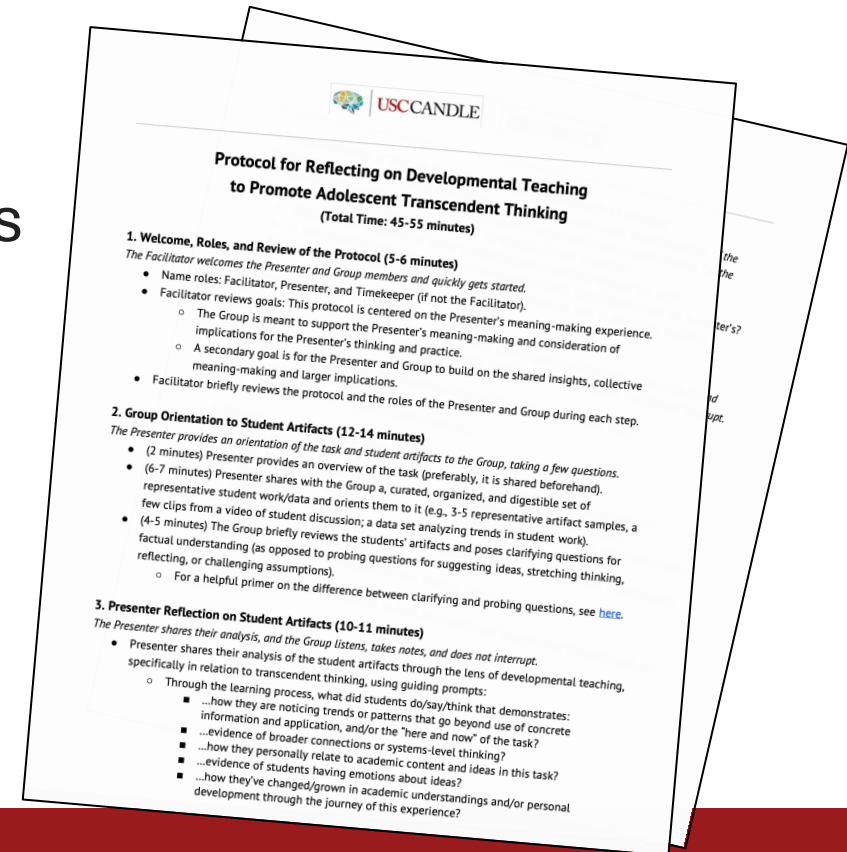 s
USCCANDLE
Protocol for Reflecting on Developmental Teaching
to Promote Adolescent Transcendent Thinking
(Total Time: 45-55 minutes)
1. Welcome, Roles, and Review of the Protocol (5-6 minutes)
The Facilitator welcomes the Presenter and Group members and quickly gets started.
● Name roles: Facilitator, Presenter, and Timekeeper (if not the Facilitator).
● Facilitator reviews goals: This protocol is centered on the Presenter's meaning-making experience.
○ The Group is meant to support the Presenter's meaning-making and consideration of
implications for the Presenter's thinking and practice.
○ A secondary goal is for the Presenter and Group to build on the shared insights, collective
meaning-making and larger implications.
● Facilitator briefly reviews the protocol and the roles of the Presenter and Group during each step.
2. Group Orientation to Student Artifacts (12-14 minutes)
The Presenter provides an orientation of the task and student artifacts to the Group, taking a few questions.
● (2 minutes) Presenter provides an overview of the task (preferably, it is shared beforehand).
● (6-7 minutes) Presenter shares with the Group a, curated, organized, and digestible set of
representative student work/data and orients them to it (e.g., 3-5 representative artifact samples, a
few clips from a video of student discussion; a data set analyzing trends in student work).
● (4-5 minutes) The Group briefly reviews the students' artifacts and poses clarifying questions for
factual understanding (as opposed to probing questions for suggesting ideas, stretching thinking,
reflecting, or challenging assumptions).
○ For a helpful primer on the difference between clarifying and probing questions, see here.
3. Presenter Reflection on Student Artifacts (10-11 minutes)
The Presenter shares their analysis, and the Group listens, takes notes, and does not interrupt.
● Presenter shares their analysis of the student artifacts through the lens of developmental teaching,
specifically in relation to transcendent thinking, using guiding prompts:
○ Through the learning process, what did students do/say/think that demonstrates:
■ ...how they are noticing trends or patterns that go beyond use of concrete
information and application, and/or the "here and now" of the task?
■ ...evidence of broader connections or systems-level thinking?
■ ...how they personally relate to academic content and ideas in this task?
■ ...evidence of students having emotions about ideas?
■ ...how they've changed/grown in academic understandings and/or personal
development through the journey of this experience?
the
the
ter's?
upt.